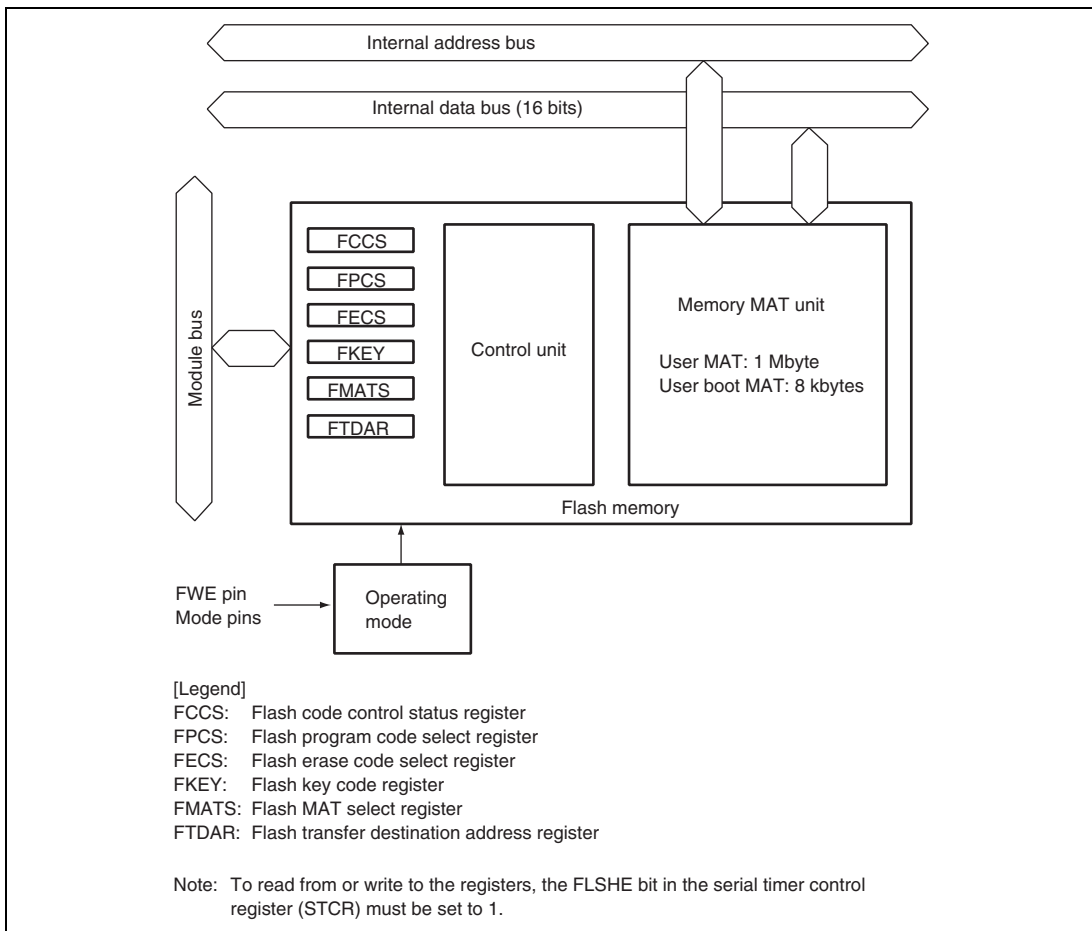 Internal address bus
Internal data bus (16 bits)
Module bus
FCCS
FPCS
FECS
FKEY
FMATS
FTDAR
Control unit
Memory MAT unit
User MAT: 1 Mbyte
User boot MAT: 8 kbytes
Flash memory
FWE pin
Mode pins
Operating
mode
[Legend]
FCCS: Flash code control status register
FPCS: Flash program code select register
FECS: Flash erase code select register
FKEY: Flash key code register
FMATS: Flash MAT select register
FTDAR: Flash transfer destination address register
Note: To read from or write to the registers, the FLSHE bit in the serial timer control
register (STCR) must be set to 1.